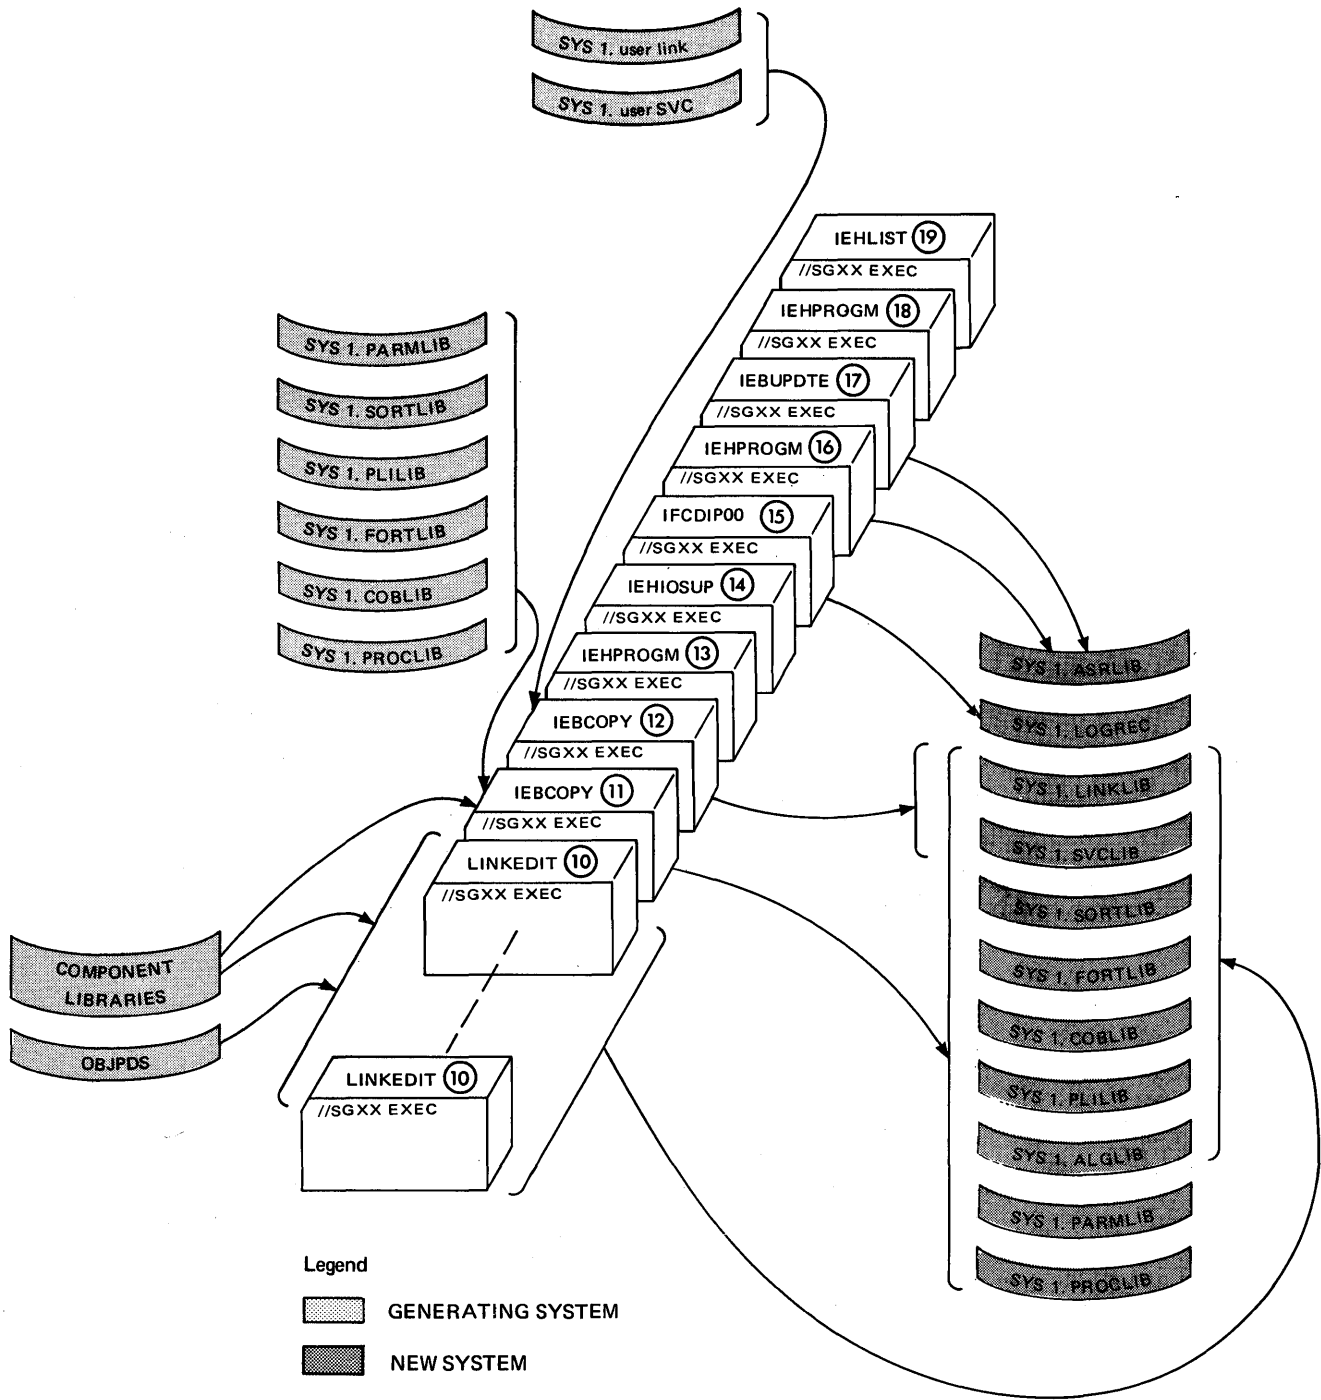 SYS 1. user link
SYS 1. user SVC
IEHLIST 19
//SGXX EXEC
IEHPROGM 18
//SGXX EXEC
IEBUPDTE 17
//SGXX EXEC
IEHPROGM 16
//SGXX EXEC
IFCDIP00 15
//SGXX EXEC
IEHIOSUP 14
//SGXX EXEC
IEHPROGM 13
//SGXX EXEC
IEBCOPY 12
//SGXX EXEC
IEBCOPY 11
//SGXX EXEC
LINKEDIT 10
//SGXX EXEC
LINKEDIT 10
//SGXX EXEC
SYS 1. PARMLIB
SYS 1. SORTLIB
SYS 1. PLILIB
SYS 1. FORTLIB
SYS 1. COBLIB
SYS 1. PROCLIB
COMPONENT
LIBRARIES
OBJPDS
SYS 1. ASRLIB
SYS 1. LOGREC
SYS 1. LINKLIB
SYS 1. SVCLIB
SYS 1. SORTLIB
SYS 1. FORTLIB
SYS 1. COBLIB
SYS 1. PLILIB
SYS 1. ALGLIB
SYS 1. PARMLIB
SYS 1. PROCLIB
Legend
GENERATING SYSTEM
NEW SYSTEM